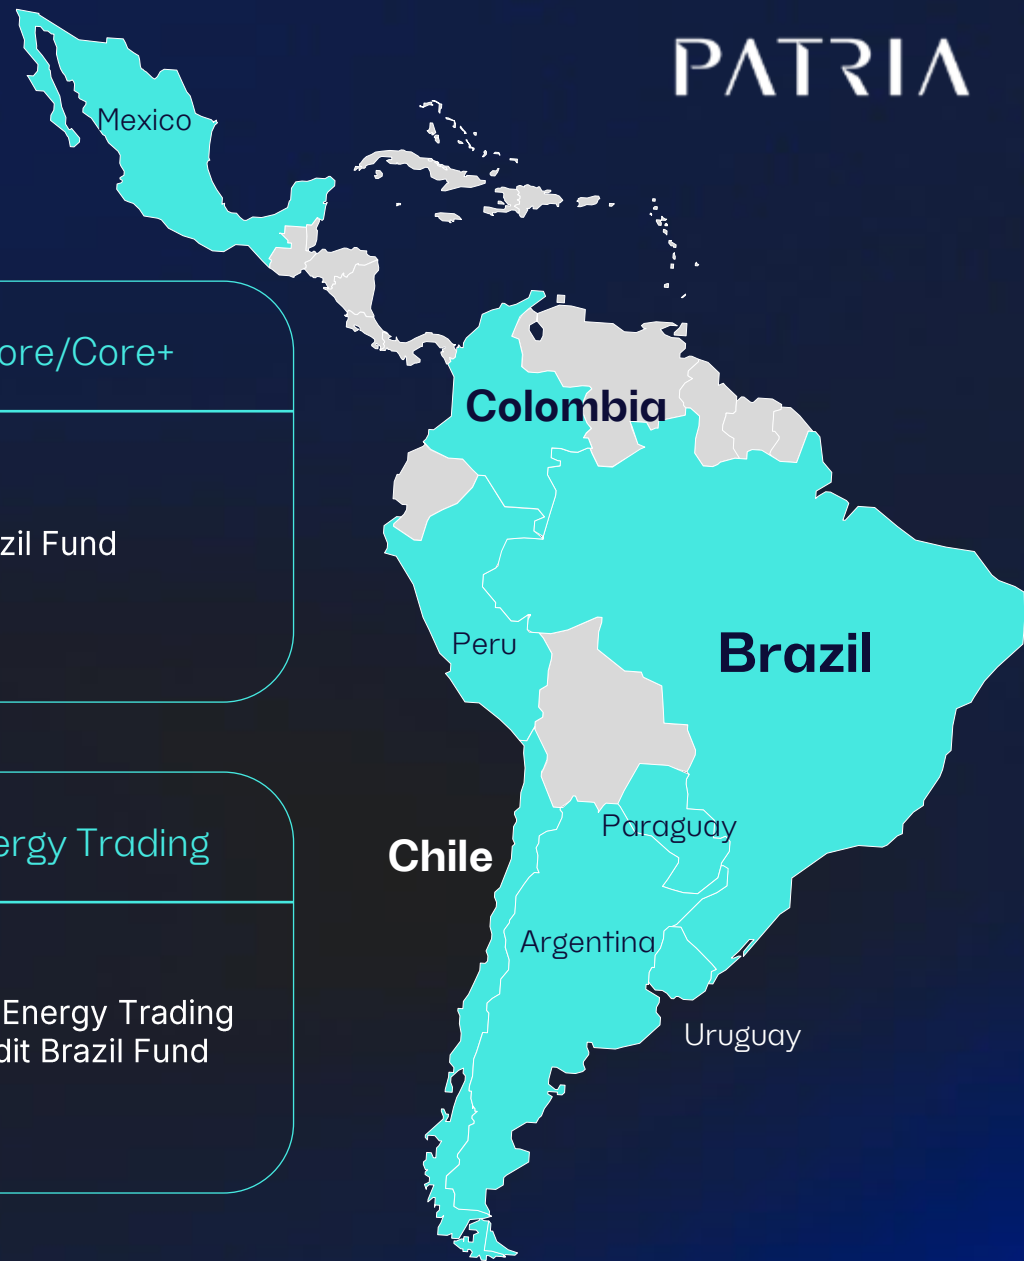 PATRIA
Mexico
ore/Core+
Colombia
zil Fund
Peru
Brazil
Paraguay
ergy Trading
Chile
Argentina
Energy Trading
dit Brazil Fund
Uruguay